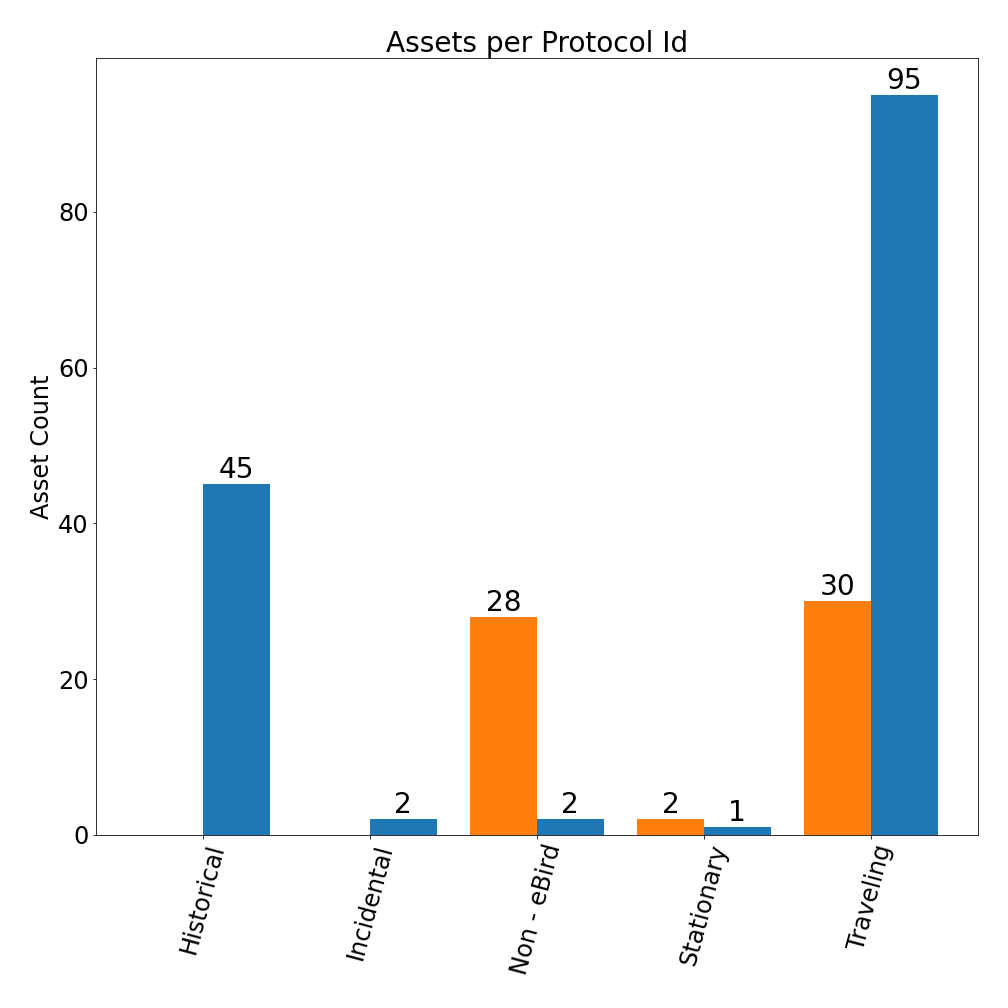 Assets per Protocol Id
95
80
60
Asset Count
45
40
28
30
20
2
2
2
1
0
Historical
Incidental
Non - eBird
Stationary
Traveling